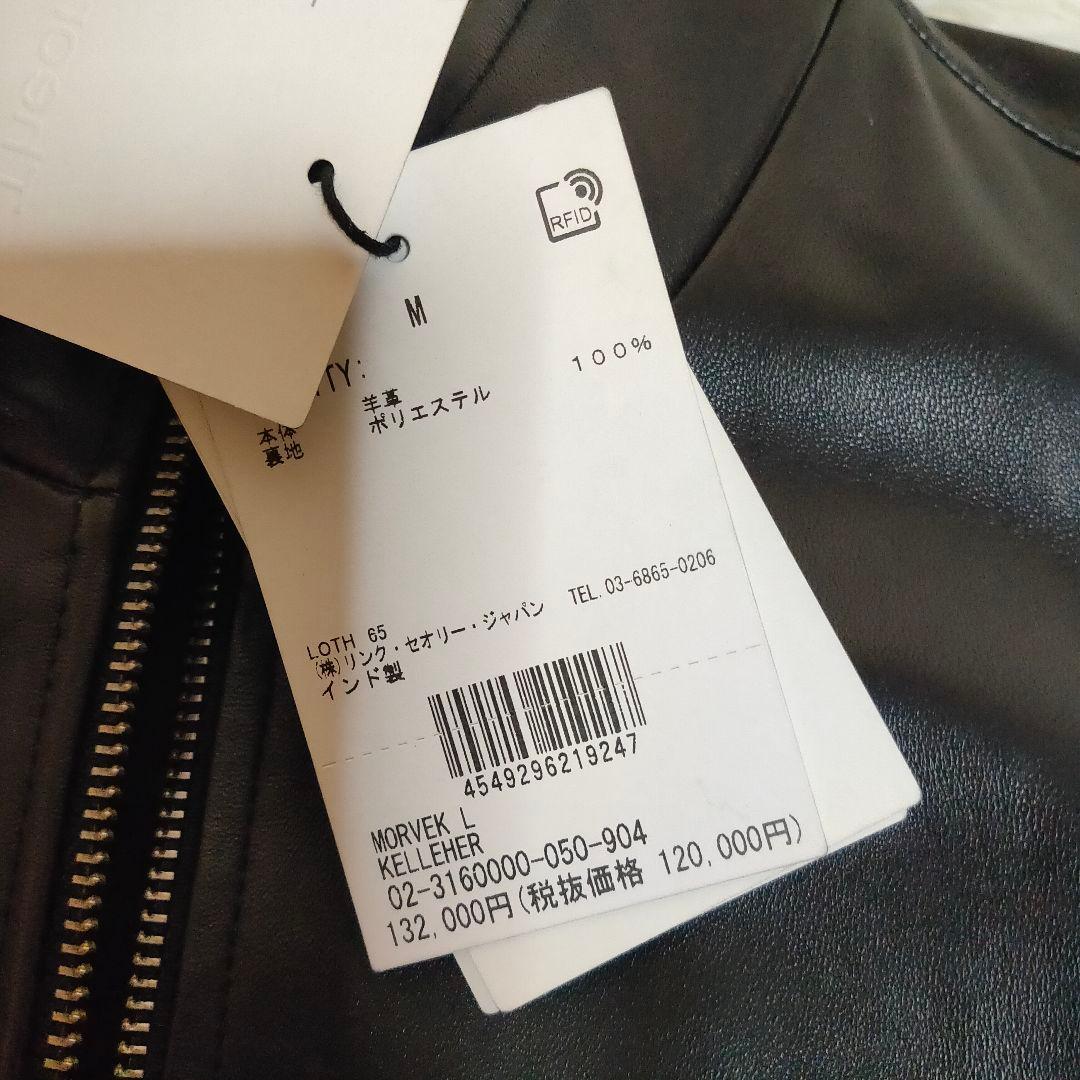 RFID
M
TY:
本体 羊革 100%
裏地 ポリエステル
LOTH 65
(株)リンク・セオリー・ジャパン TEL.03-6865-0206
インド製
4549296219247
MORVEK L
KELLEHER
02-3160000-050-904
132,000円(税抜価格 120,000円)